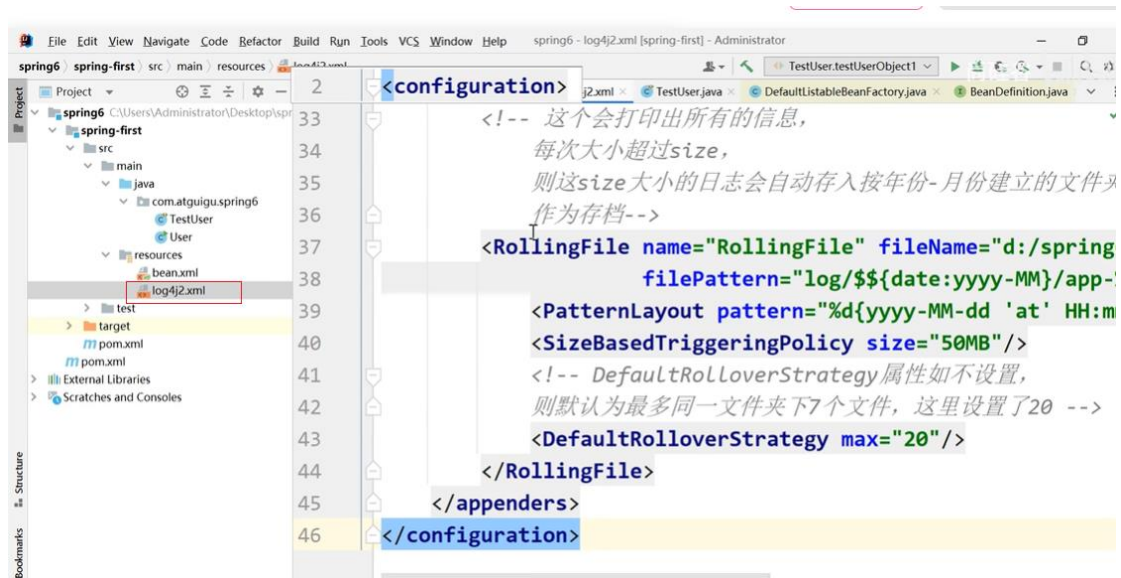 File Edit View Navigate Code Refactor Build Run Tools VCS Window Help spring6 - log4j2.xml [spring-first] - Administrator
spring6 spring-first src main resources log4j2.xml TestUser.testUserObject1
Project
Project
2 <configuration> j2.xml TestUser.java DefaultListableBeanFactory.java BeanDefinition.java
spring6 C:\Users\Administrator\Desktop\spr
spring-first
src
main
java
com.atguigu.spring6
TestUser
User
resources
bean.xml
log4j2.xml
test
target
pom.xml
pom.xml
External Libraries
Scratches and Consoles
Structure
Bookmarks
33 <!-- 这个会打印出所有的信息，
34 每次大小超过size，
35 则这size大小的日志会自动存入按年份-月份建立的文件夹
36 作为存档-->
37 <RollingFile name="RollingFile" fileName="d:/spring
38 filePattern="log/$${date:yyyy-MM}/app-
39 <PatternLayout pattern="%d{yyyy-MM-dd 'at' HH:m
40 <SizeBasedTriggeringPolicy size="50MB"/>
41 <!-- DefaultRolloverStrategy属性如不设置，
42 则默认为最多同一文件夹下7个文件，这里设置了20 -->
43 <DefaultRolloverStrategy max="20"/>
44 </RollingFile>
45 </appenders>
46 </configuration>